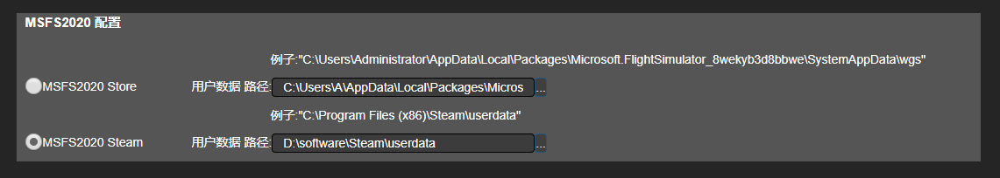 MSFS2020 配置
例子:"C:\Users\Administrator\AppData\Local\Packages\Microsoft.FlightSimulator_8wekyb3d8bbwe\SystemAppData\wgs"
MSFS2020 Store 用户数据 路径: C:\Users\A\AppData\Local\Packages\Micros ...
例子:"C:\Program Files (x86)\Steam\userdata"
MSFS2020 Steam 用户数据 路径: D:\software\Steam\userdata ...